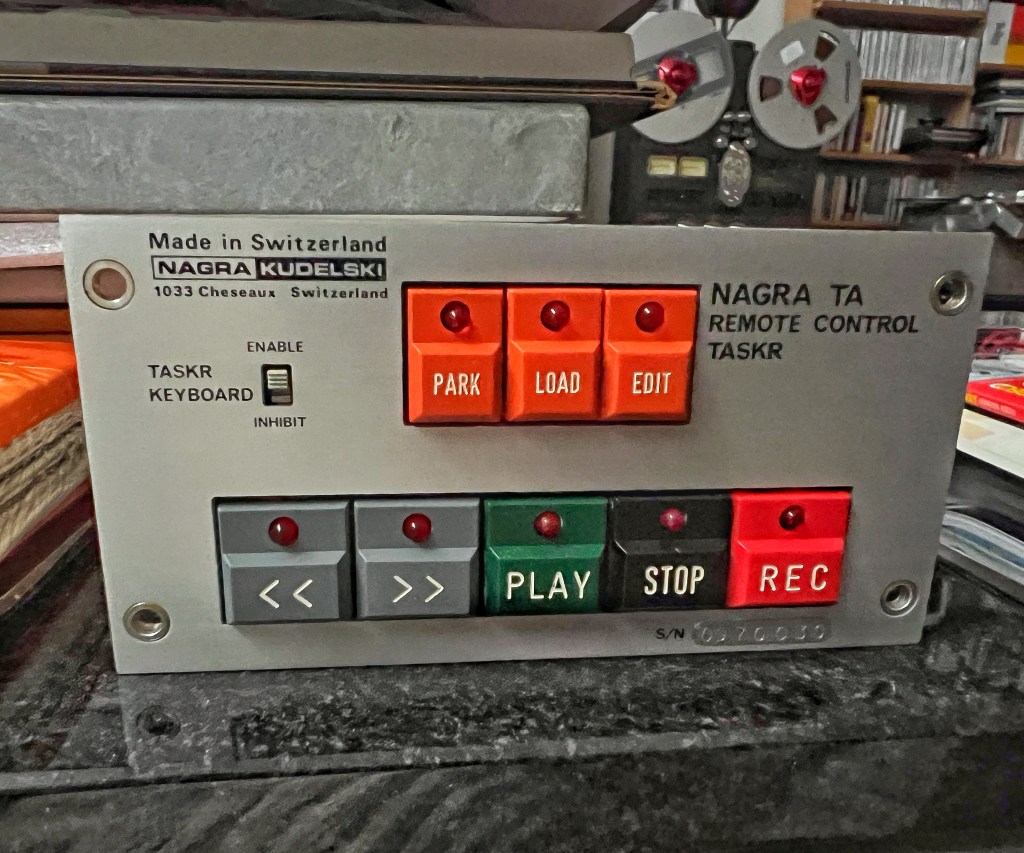 Made in Switzerland
NAGRA KUDELSKI
1033 Cheseaux Switzerland
ENABLE
TASKR
KEYBOARD
INHIBIT
PARK
LOAD
EDIT
NAGRA TA
REMOTE CONTROL
TASKR
<<
>>
PLAY
STOP
REC
S/N